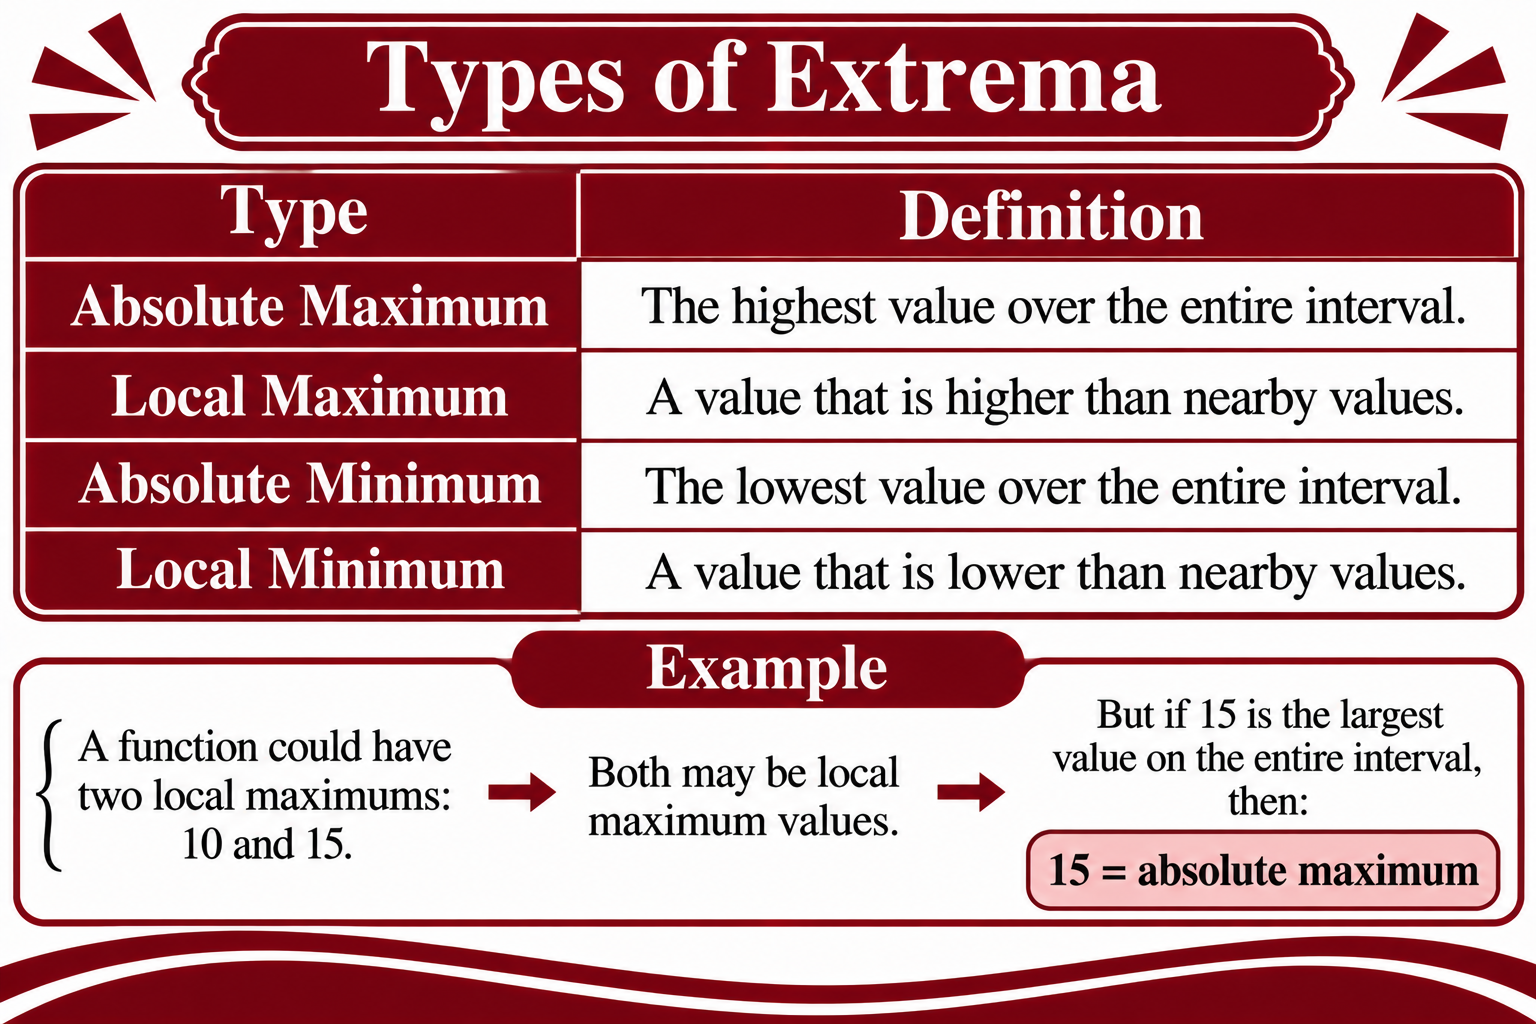 Types of Extrema
Type
Definition
Absolute Maximum
The highest value over the entire interval.
Local Maximum
A value that is higher than nearby values.
Absolute Minimum
The lowest value over the entire interval.
Local Minimum
A value that is lower than nearby values.
Example
A function could have
two local maximums:
10 and 15.
Both may be local
maximum values.
But if 15 is the largest
value on the entire interval,
then:
15 = absolute maximum